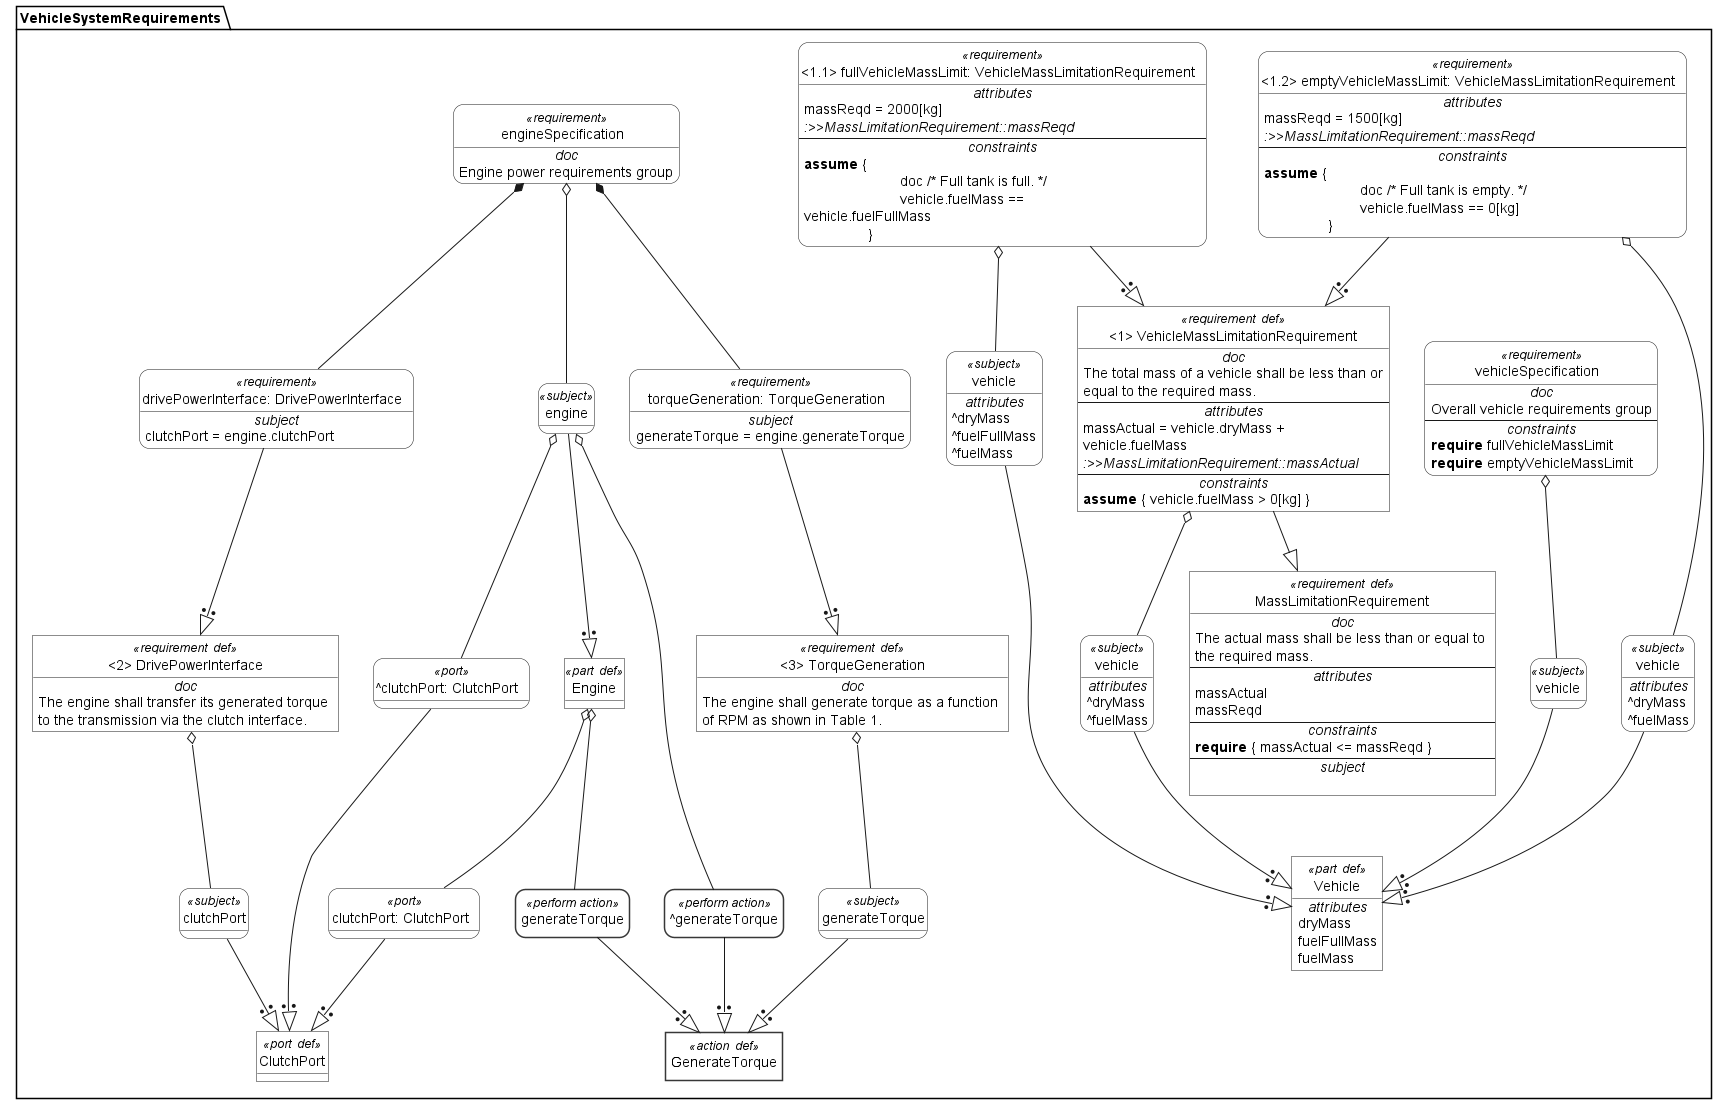 VehicleSystemRequirements
«requirement»
engineSpecification
doc
Engine power requirements group
«requirement»
<1.1> fullVehicleMassLimit: VehicleMassLimitationRequirement
attributes
massReqd = 2000[kg]
:>>MassLimitationRequirement::massReqd
constraints
assume {
doc /* Full tank is full. */
vehicle.fuelMass ==
vehicle.fuelFullMass
}
«requirement»
<1.2> emptyVehicleMassLimit: VehicleMassLimitationRequirement
attributes
massReqd = 1500[kg]
:>>MassLimitationRequirement::massReqd
constraints
assume {
doc /* Full tank is empty. */
vehicle.fuelMass == 0[kg]
}
«requirement»
drivePowerInterface: DrivePowerInterface
subject
clutchPort = engine.clutchPort
«subject»
engine
«requirement»
torqueGeneration: TorqueGeneration
subject
generateTorque = engine.generateTorque
«subject»
vehicle
attributes
^dryMass
^fuelFullMass
^fuelMass
«requirement def»
<1> VehicleMassLimitationRequirement
doc
The total mass of a vehicle shall be less than or
equal to the required mass.
attributes
massActual = vehicle.dryMass +
vehicle.fuelMass
:>>MassLimitationRequirement::massActual
constraints
assume { vehicle.fuelMass > 0[kg] }
«requirement»
vehicleSpecification
doc
Overall vehicle requirements group
constraints
require fullVehicleMassLimit
require emptyVehicleMassLimit
«requirement def»
<2> DrivePowerInterface
doc
The engine shall transfer its generated torque
to the transmission via the clutch interface.
«port»
^clutchPort: ClutchPort
«part def»
Engine
«requirement def»
<3> TorqueGeneration
doc
The engine shall generate torque as a function
of RPM as shown in Table 1.
«subject»
vehicle
attributes
^dryMass
^fuelMass
«requirement def»
MassLimitationRequirement
doc
The actual mass shall be less than or equal to
the required mass.
attributes
massActual
massReqd
constraints
require { massActual <= massReqd }
subject
«subject»
vehicle
«subject»
vehicle
attributes
^dryMass
^fuelMass
«subject»
clutchPort
«port»
clutchPort: ClutchPort
«perform action»
generateTorque
«perform action»
^generateTorque
«subject»
generateTorque
«part def»
Vehicle
attributes
dryMass
fuelFullMass
fuelMass
«port def»
ClutchPort
«action def»
GenerateTorque